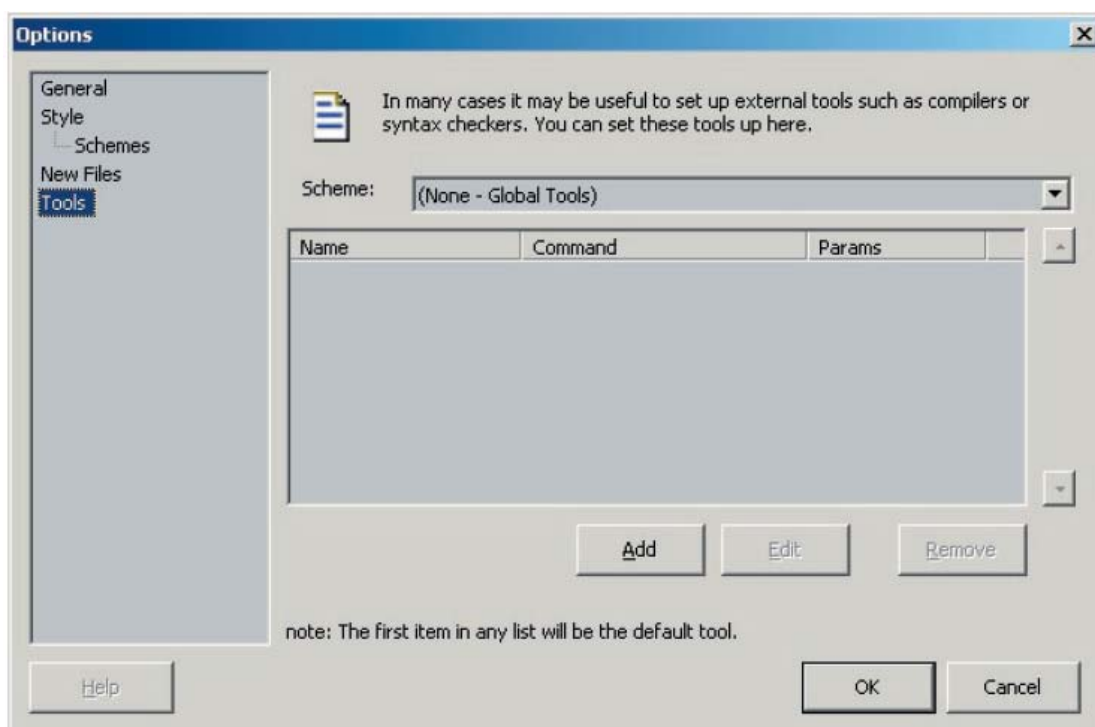 Options
General
Style
Schemes
New Files
Tools
In many cases it may be useful to set up external tools such as compilers or
syntax checkers. You can set these tools up here.
Scheme: (None - Global Tools)
Name Command Params
Add Edit Remove
note: The first item in any list will be the default tool.
Help OK Cancel